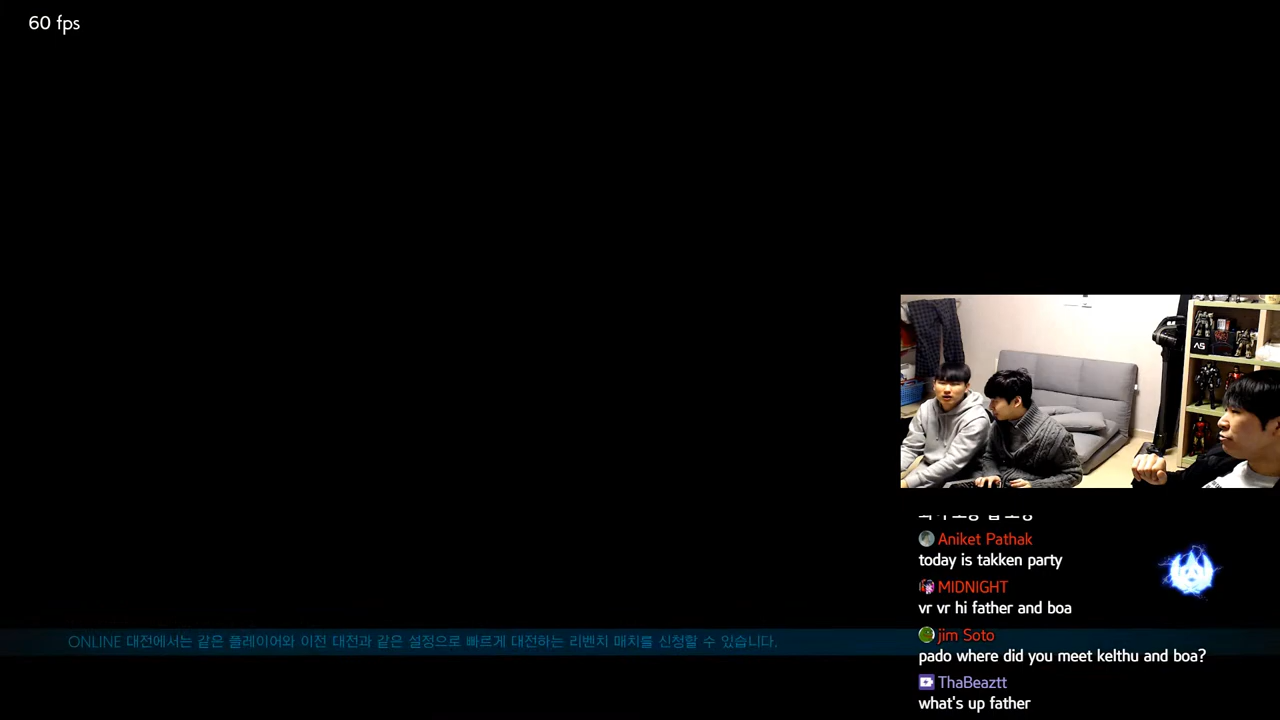 60 fps
Aniket Pathak
today is takken party
MIDNIGHT
vr vr hi father and boa
jim Soto
pado where did you meet kelthu and boa?
ThaBeaztt
what's up father
ONLINE 대전에서는 같은 플레이어와 이전 대전과 같은 설정으로 빠르게 대전하는 리벤치 매치를 신청할 수 있습니다.